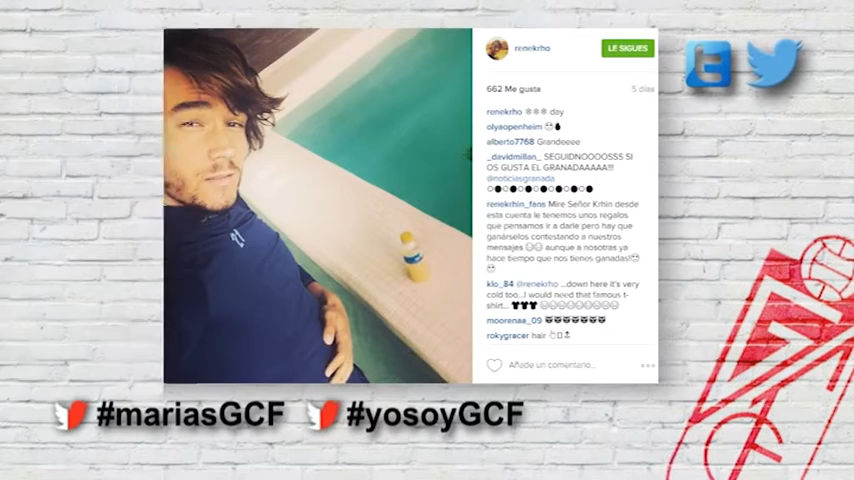 renekrho
LE SIGUES
662 Me gusta
5 días
renekrho ❄❄❄ day
olyaopenheim
alberto7768 Grandeeee
_davidmillan_ SEGUIDNOOOOSSS SI
OS GUSTA EL GRANADAAAAA!!!
@noticiasgranada
renekrhin_fans Mire Señor Krhin desde
esta cuenta le tenemos unos regalos
que pensamos ir a darle pero hay que
ganárselos contestando a nuestros
mensajes aunque a nosotras ya
hace tiempo que nos tienes ganadas!
klo_84 @renekrho ...down here it's very
cold too...I would need that famous t-
shirt...
moorenaa_09
rokygracer hair
Añade un comentario...
#mariasGCF #yosoyGCF
21